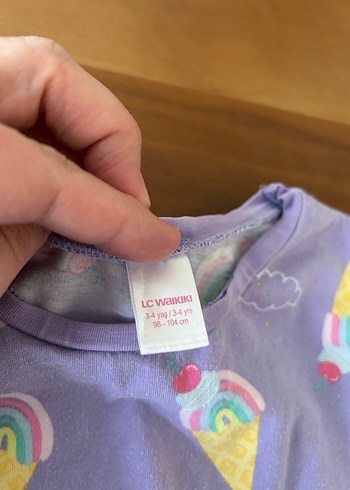 LC WAIKIKI
3-4 yaş / 3-4 yrs
98 - 104 cm